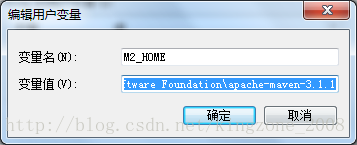 编辑用户变量
变量名(N):
M2_HOME
变量值(V):
tware Foundation\apache-maven-3.1.1
确定
取消
http://blog.csdn.net/kingzone_2008